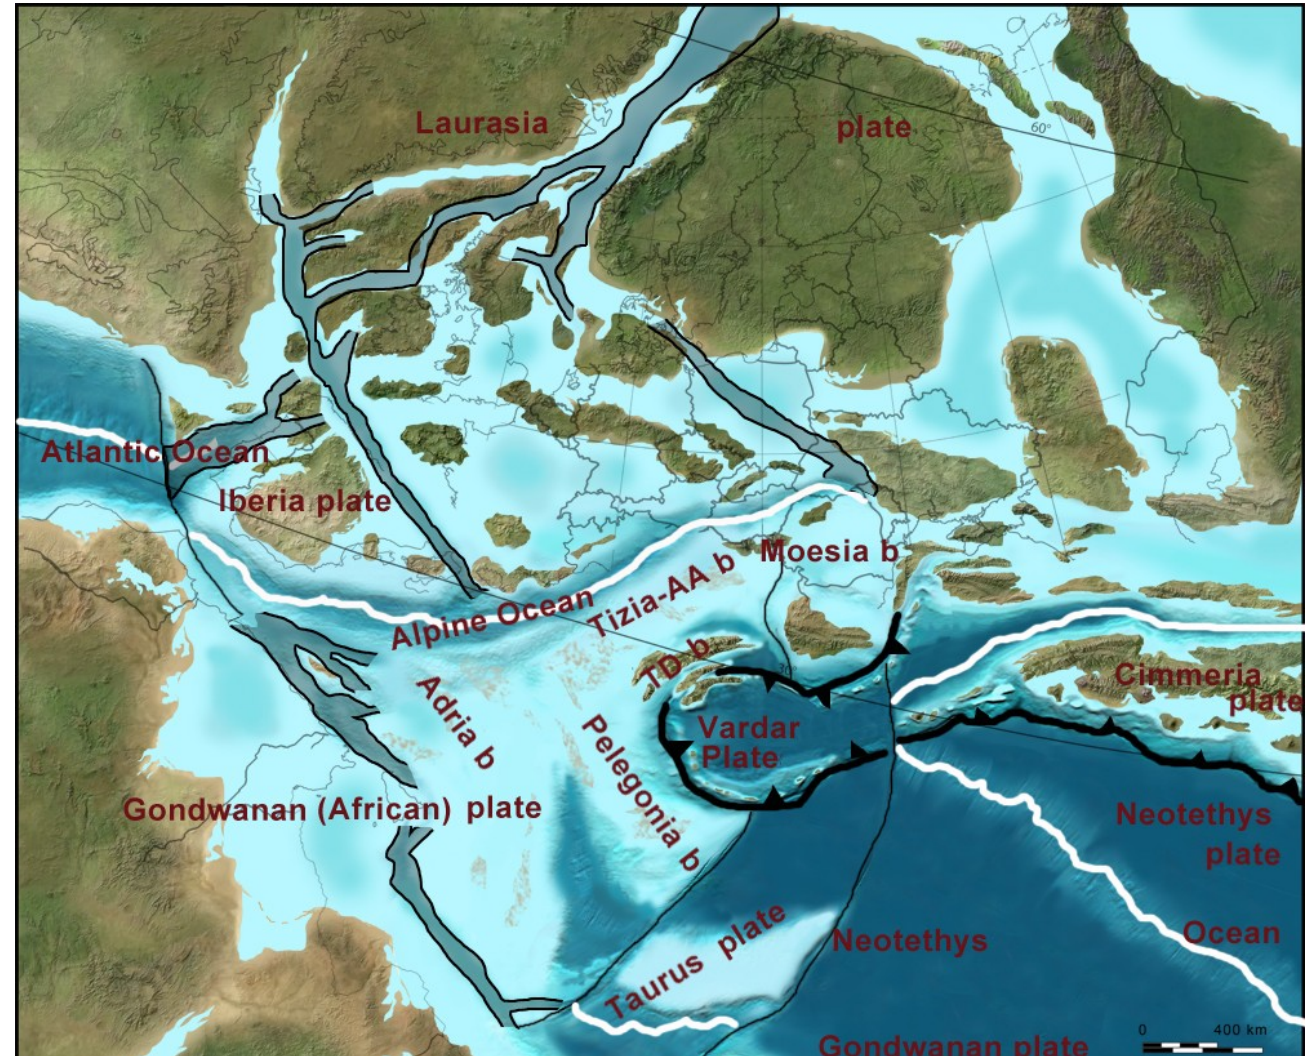 Laurasia
plate
60°
Atlantic Ocean
Iberia plate
Moesia b
Alpine Ocean
Tizia-AA b
TD b
Cimmeria
plate
Adria b
Pelegonia b
Vardar
Plate
Gondwanan (African) plate
Neotethys
plate
Taurus plate
Neotethys
Ocean
Gondwanan plate
0 400 km